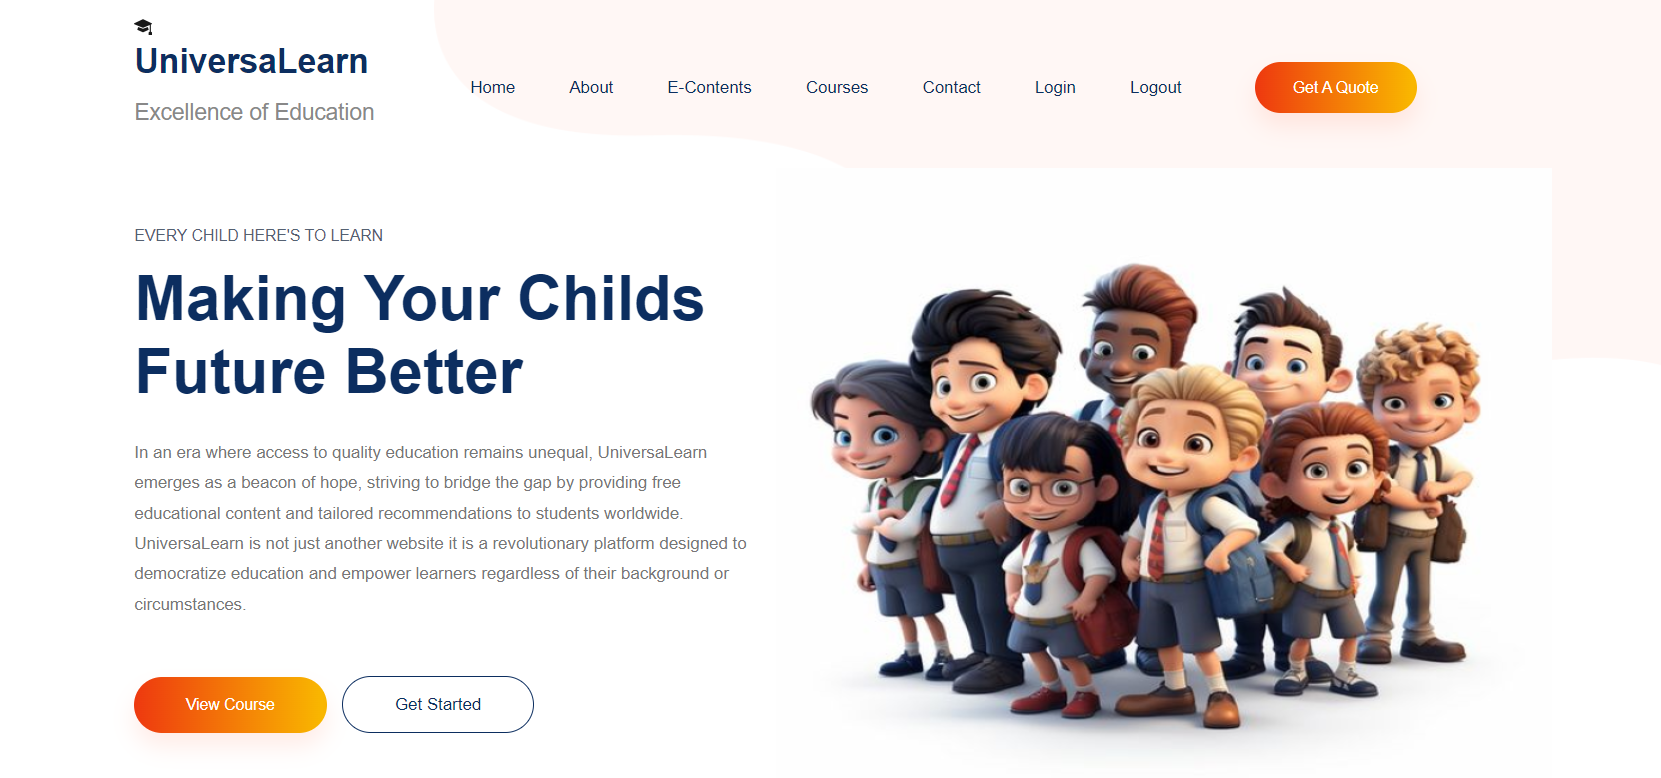 UniversaLearn
Excellence of Education
Home About E-Contents Courses Contact Login Logout Get A Quote
EVERY CHILD HERE'S TO LEARN
Making Your Childs
Future Better
In an era where access to quality education remains unequal, UniversaLearn
emerges as a beacon of hope, striving to bridge the gap by providing free
educational content and tailored recommendations to students worldwide.
UniversaLearn is not just another website it is a revolutionary platform designed to
democratize education and empower learners regardless of their background or
circumstances.
View Course Get Started